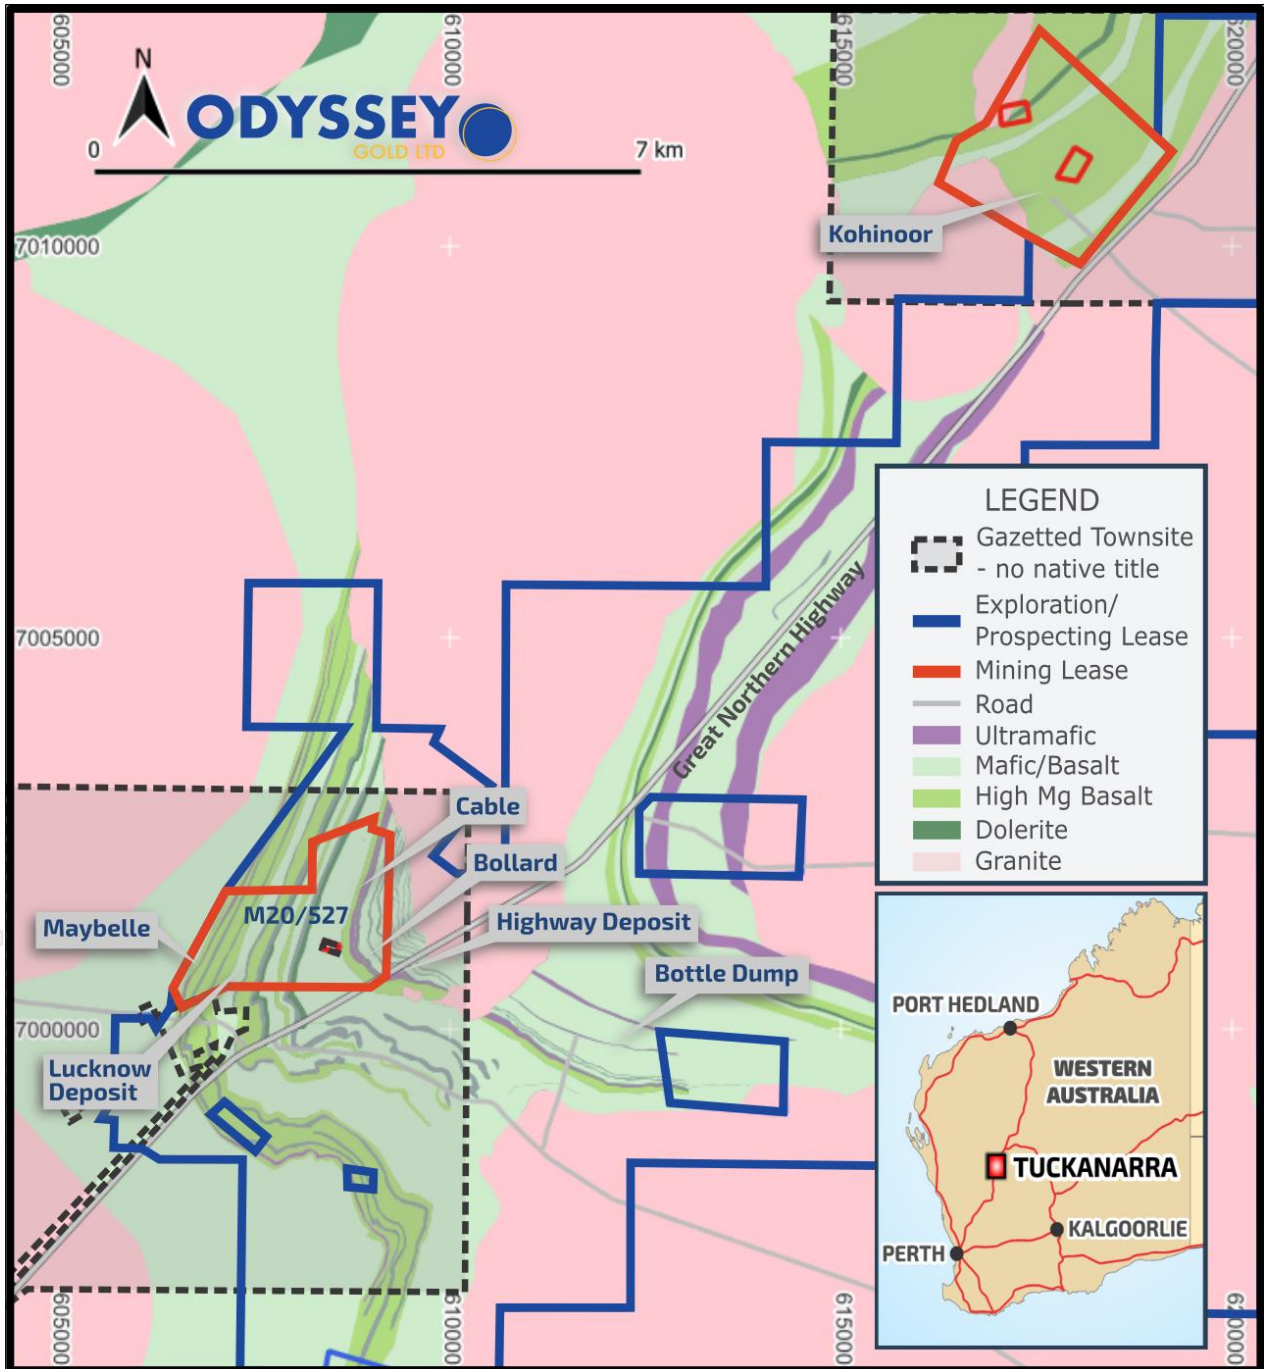 605000
610000
615000
620000
N
ODYSSEY
GOLD LTD
0
7 km
Kohinoor
7010000
LEGEND
Gazetted Townsite
- no native title
Exploration/
Prospecting Lease
Mining Lease
Road
Ultramafic
Mafic/Basalt
High Mg Basalt
Dolerite
Granite
Great Northern Highway
7005000
Cable
Bollard
M20/527
Highway Deposit
Maybelle
Bottle Dump
7000000
Lucknow
Deposit
PORT HEDLAND
WESTERN
AUSTRALIA
TUCKANARRA
KALGOORLIE
PERTH
605000
610000
615000
620000